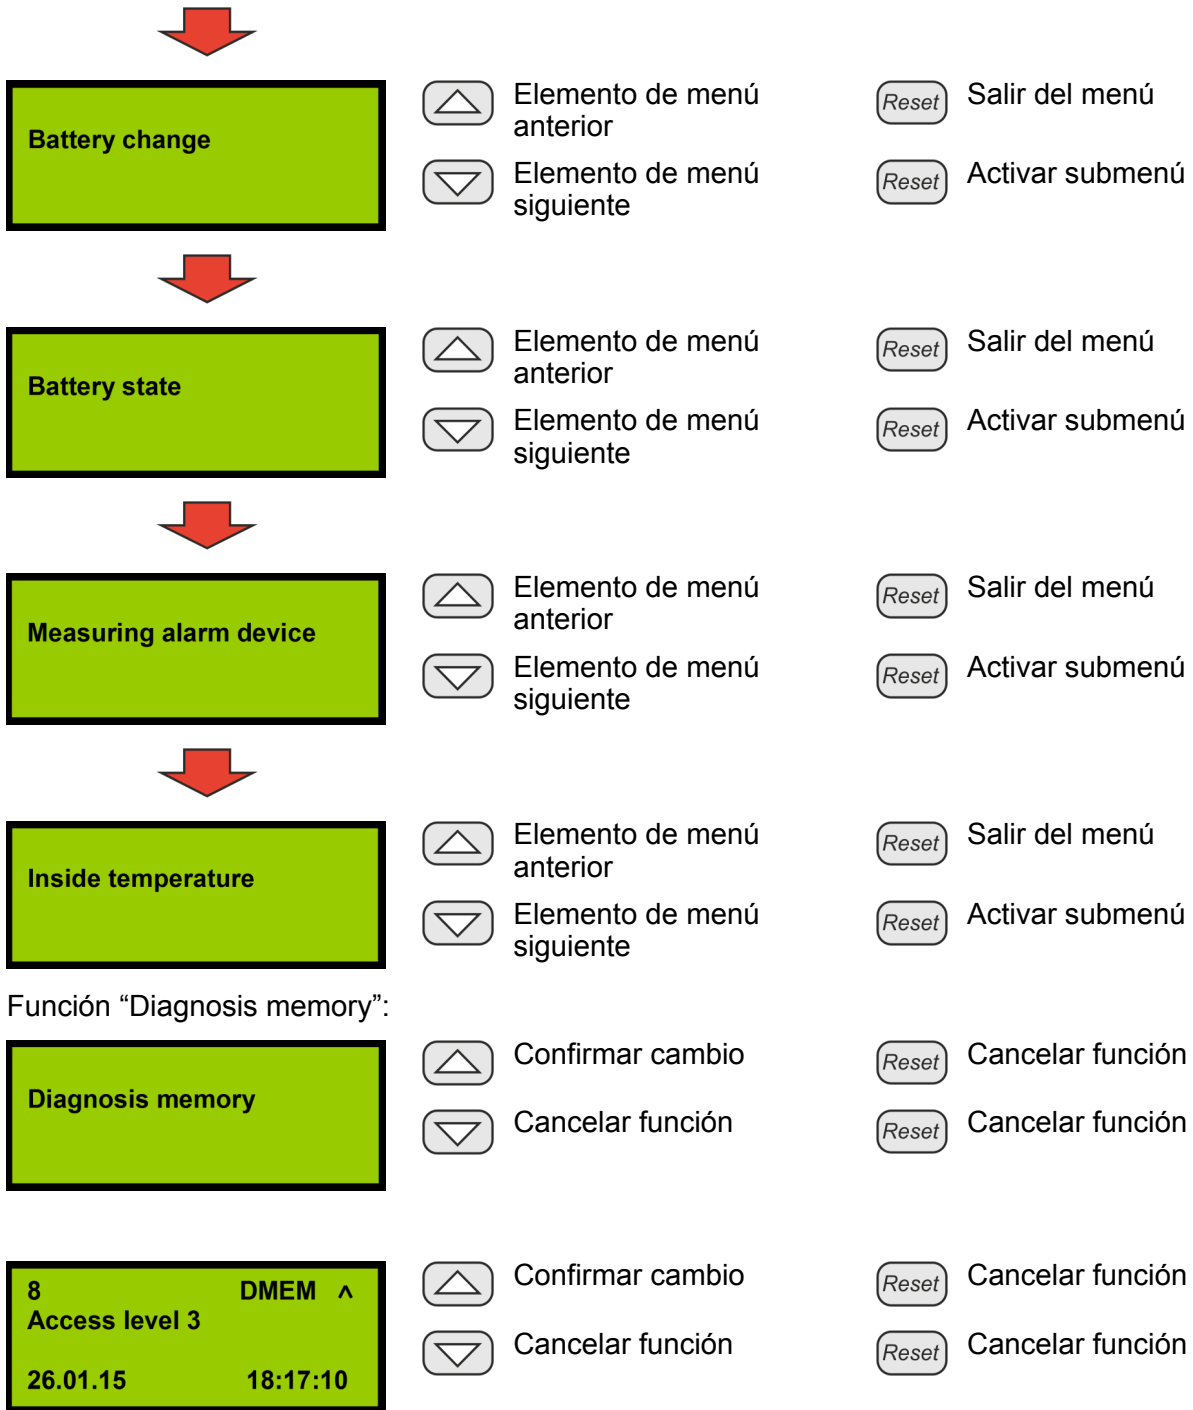 Battery change
Elemento de menú
anterior
Reset Salir del menú
Elemento de menú
siguiente
Reset Activar submenú
Battery state
Elemento de menú
anterior
Reset Salir del menú
Elemento de menú
siguiente
Reset Activar submenú
Measuring alarm device
Elemento de menú
anterior
Reset Salir del menú
Elemento de menú
siguiente
Reset Activar submenú
Inside temperature
Elemento de menú
anterior
Reset Salir del menú
Elemento de menú
siguiente
Reset Activar submenú
Función “Diagnosis memory”:
Diagnosis memory
Confirmar cambio
Reset Cancelar función
Cancelar función
Reset Cancelar función
8 DMEM ^
Access level 3
26.01.15 18:17:10
Confirmar cambio
Reset Cancelar función
Cancelar función
Reset Cancelar función